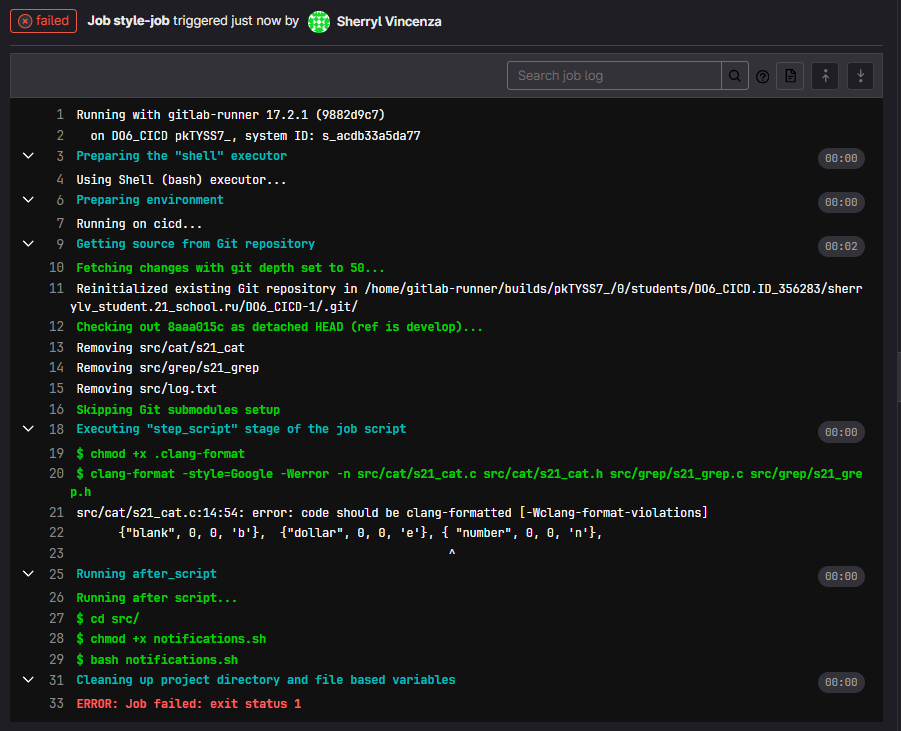 failed Job style-job triggered just now by Sherryl Vincenza
Search job log
1 Running with gitlab-runner 17.2.1 (9882d9c7)
2 on DO6_CICD pkTYSS7_, system ID: s_acdb33a5da77
3 Preparing the "shell" executor 00:00
4 Using Shell (bash) executor...
6 Preparing environment 00:00
7 Running on cicd...
9 Getting source from Git repository 00:02
10 Fetching changes with git depth set to 50...
11 Reinitialized existing Git repository in /home/gitlab-runner/builds/pkTYSS7_/0/students/DO6_CICD.ID_356283/sherr
ylv_student.21_school.ru/DO6_CICD-1/.git/
12 Checking out 8aaa015c as detached HEAD (ref is develop)...
13 Removing src/cat/s21_cat
14 Removing src/grep/s21_grep
15 Removing src/log.txt
16 Skipping Git submodules setup
18 Executing "step_script" stage of the job script 00:00
19 $ chmod +x .clang-format
20 $ clang-format -style=Google -Werror -n src/cat/s21_cat.c src/cat/s21_cat.h src/grep/s21_grep.c src/grep/s21_gre
p.h
21 src/cat/s21_cat.c:14:54: error: code should be clang-formatted [-Wclang-format-violations]
22 {"blank", 0, 0, 'b'},  {"dollar", 0, 0, 'e'}, { "number", 0, 0, 'n'},
23 ^
25 Running after_script 00:00
26 Running after script...
27 $ cd src/
28 $ chmod +x notifications.sh
29 $ bash notifications.sh
31 Cleaning up project directory and file based variables 00:00
33 ERROR: Job failed: exit status 1